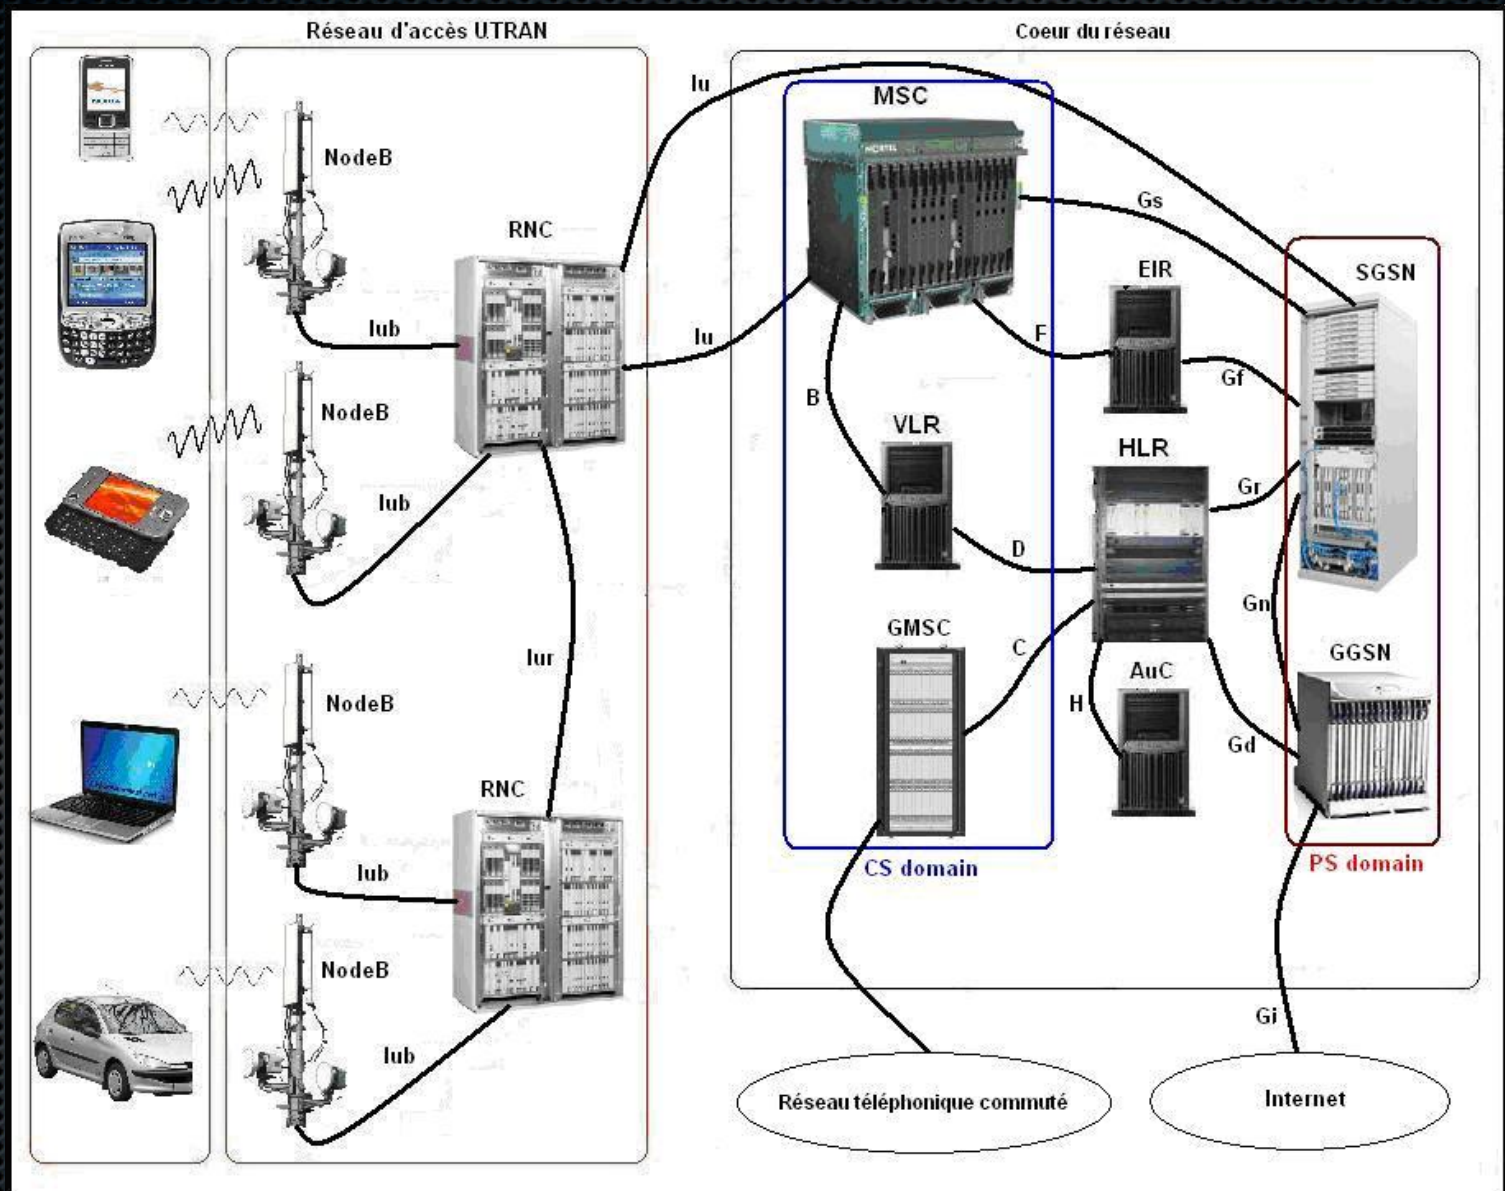 Réseau d'accès UTRAN
Coeur du réseau
Iu
MSC
NORTEL
NOKIA
NodeB
RNC
Gs
EIR
SGSN
Iub
Iu
F
Gf
B
NodeB
VLR
HLR
Gr
Iub
D
Gn
GMSC
C
GGSN
Iur
AuC
H
NodeB
Gd
RNC
Iub
CS domain
PS domain
NodeB
Gi
Iub
Réseau téléphonique commuté
Internet